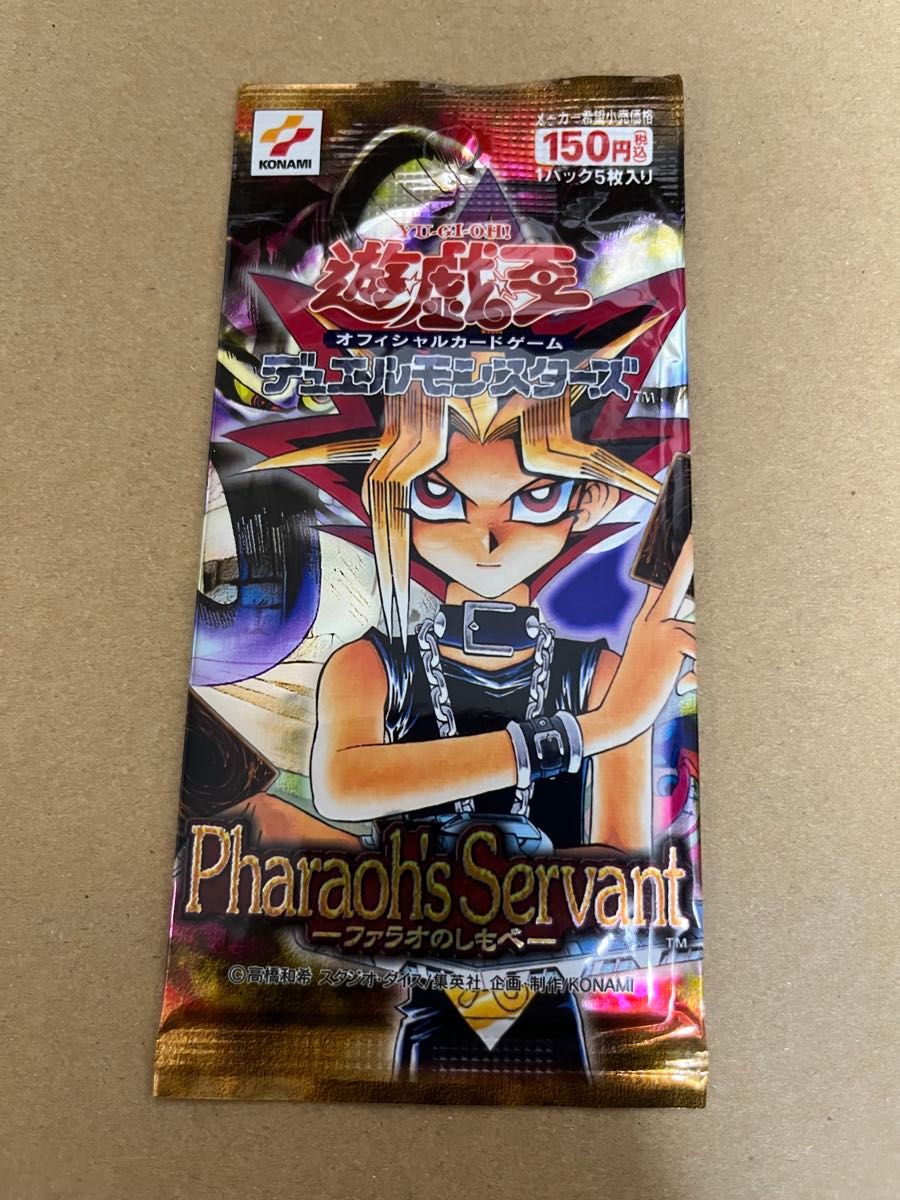 KONAMI
メーカー希望小売価格
150円(税込)
1パック5枚入り
YU-GI-OH!
遊戯王
オフィシャルカードゲーム
デュエルモンスターズ™
Pharaoh's Servant
—ファラオのしもべ—
™
©高橋和希 スタジオ・ダイス/集英社 企画・制作/KONAMI